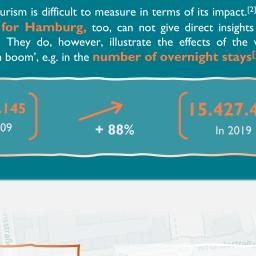 urism is difficult to measure in terms of its impact.[2]
for Hamburg, too, can not give direct insights
They do, however, illustrate the effects of the
boom', e.g. in the number of overnight stays[
.145
15.427.4
09
+ 88%
In 2019